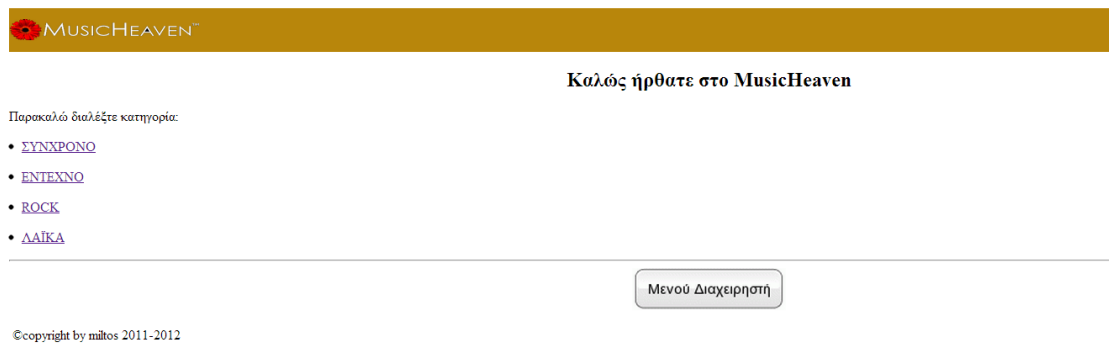 MUSICHEAVEN™
Καλώς ήρθατε στο MusicHeaven
Παρακαλώ διαλέξτε κατηγορία:
• ΣΥΝΧΡΟΝΟ
• ΕΝΤΕΧΝΟ
• ROCK
• ΛΑΪΚΑ
Μενού Διαχειρηστή
©copyright by miltos 2011-2012